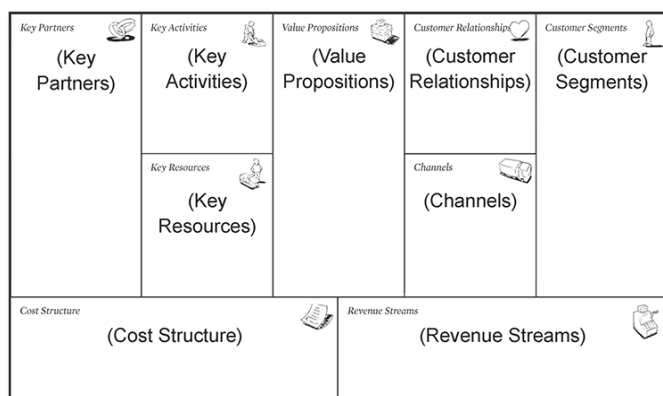 Key Partners
(Key
Partners)
Key Activities
(Key
Activities)
Key Resources
(Key
Resources)
Value Propositions
(Value
Propositions)
Customer Relationships
(Customer
Relationships)
Channels
(Channels)
Customer Segments
(Customer
Segments)
Cost Structure
(Cost Structure)
Revenue Streams
(Revenue Streams)